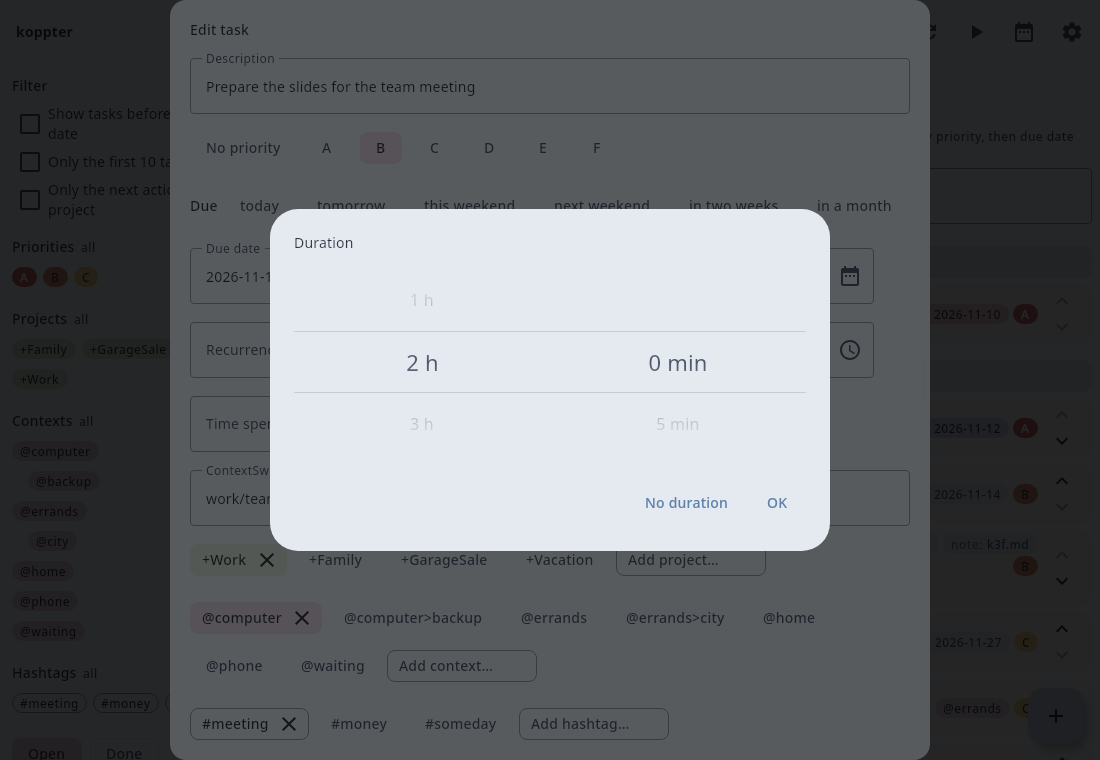 koppter
Edit task
Description
Prepare the slides for the team meeting
Filter
Show tasks before
date
Only the first 10 ta
Only the next actio
project
No priority A B C D E F
priority, then due date
Due today tomorrow this weekend next weekend in two weeks in a month
Due date
2026-11-1
Priorities all
A B C
Projects all
+Family +GarageSale
+Work
Recurrenc
Duration
1 h
2 h 0 min
3 h 5 min
No duration OK
2026-11-10 A
Contexts all
@computer
@backup
@errands
@city
@home
@phone
@waiting
Time sper
ContextSw
work/tear
2026-11-12 A
2026-11-14 B
note: k3f.md
B
+Work +Family +GarageSale +Vacation Add project...
@computer @computer>backup @errands @errands>city @home
@phone @waiting Add context...
2026-11-27 C
Hashtags all
#meeting #money
#meeting #money #someday Add hashtag...
@errands C
Open Done